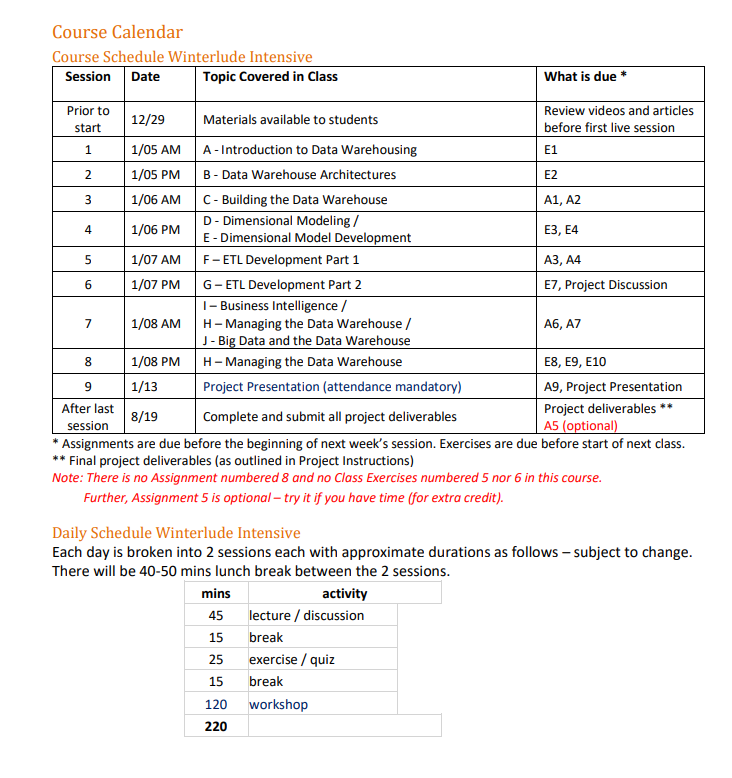 Course Calendar
Course Schedule Winterlude Intensive
Session Date Topic Covered in Class What is due *
Prior to start 12/29 Materials available to students Review videos and articles before first live session
1 1/05 AM A - Introduction to Data Warehousing E1
2 1/05 PM B - Data Warehouse Architectures E2
3 1/06 AM C - Building the Data Warehouse A1, A2
4 1/06 PM D - Dimensional Modeling / E - Dimensional Model Development E3, E4
5 1/07 AM F – ETL Development Part 1 A3, A4
6 1/07 PM G – ETL Development Part 2 E7, Project Discussion
7 1/08 AM I – Business Intelligence / H – Managing the Data Warehouse / J - Big Data and the Data Warehouse A6, A7
8 1/08 PM H – Managing the Data Warehouse E8, E9, E10
9 1/13 Project Presentation (attendance mandatory) A9, Project Presentation
After last session 8/19 Complete and submit all project deliverables Project deliverables ** A5 (optional)
* Assignments are due before the beginning of next week's session. Exercises are due before start of next class.
** Final project deliverables (as outlined in Project Instructions)
Note: There is no Assignment numbered 8 and no Class Exercises numbered 5 nor 6 in this course.
Further, Assignment 5 is optional – try it if you have time (for extra credit).
Daily Schedule Winterlude Intensive
Each day is broken into 2 sessions each with approximate durations as follows – subject to change.
There will be 40-50 mins lunch break between the 2 sessions.
mins activity
45 lecture / discussion
15 break
25 exercise / quiz
15 break
120 workshop
220